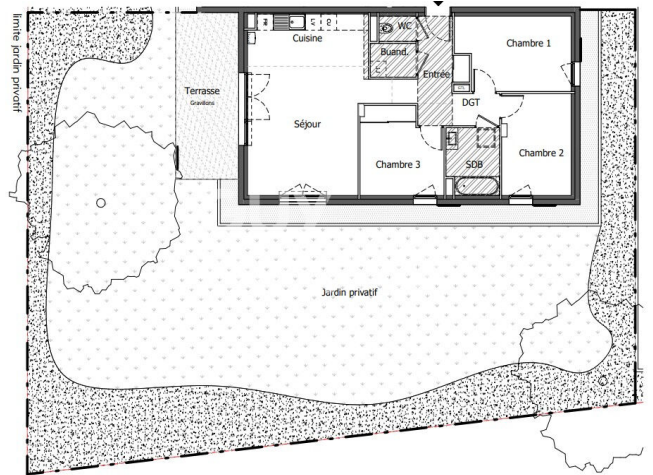 limite jardin privatif
Cuisine
WC
Buand.
Entrée
Chambre 1
Terrasse
Gravillons
Séjour
DGT
Chambre 3
SDB
Chambre 2
Jardin privatif